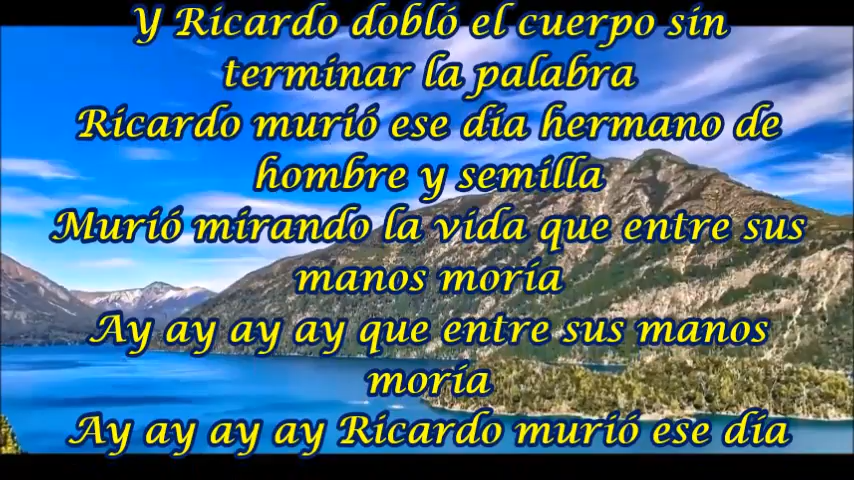 Y Ricardo dobló el cuerpo sin
terminar la palabra
Ricardo murió ese día hermano de
hombre y semilla
Murió mirando la vida que entre sus
manos moría
Ay ay ay ay que entre sus manos
moría
Ay ay ay ay Ricardo murió ese día